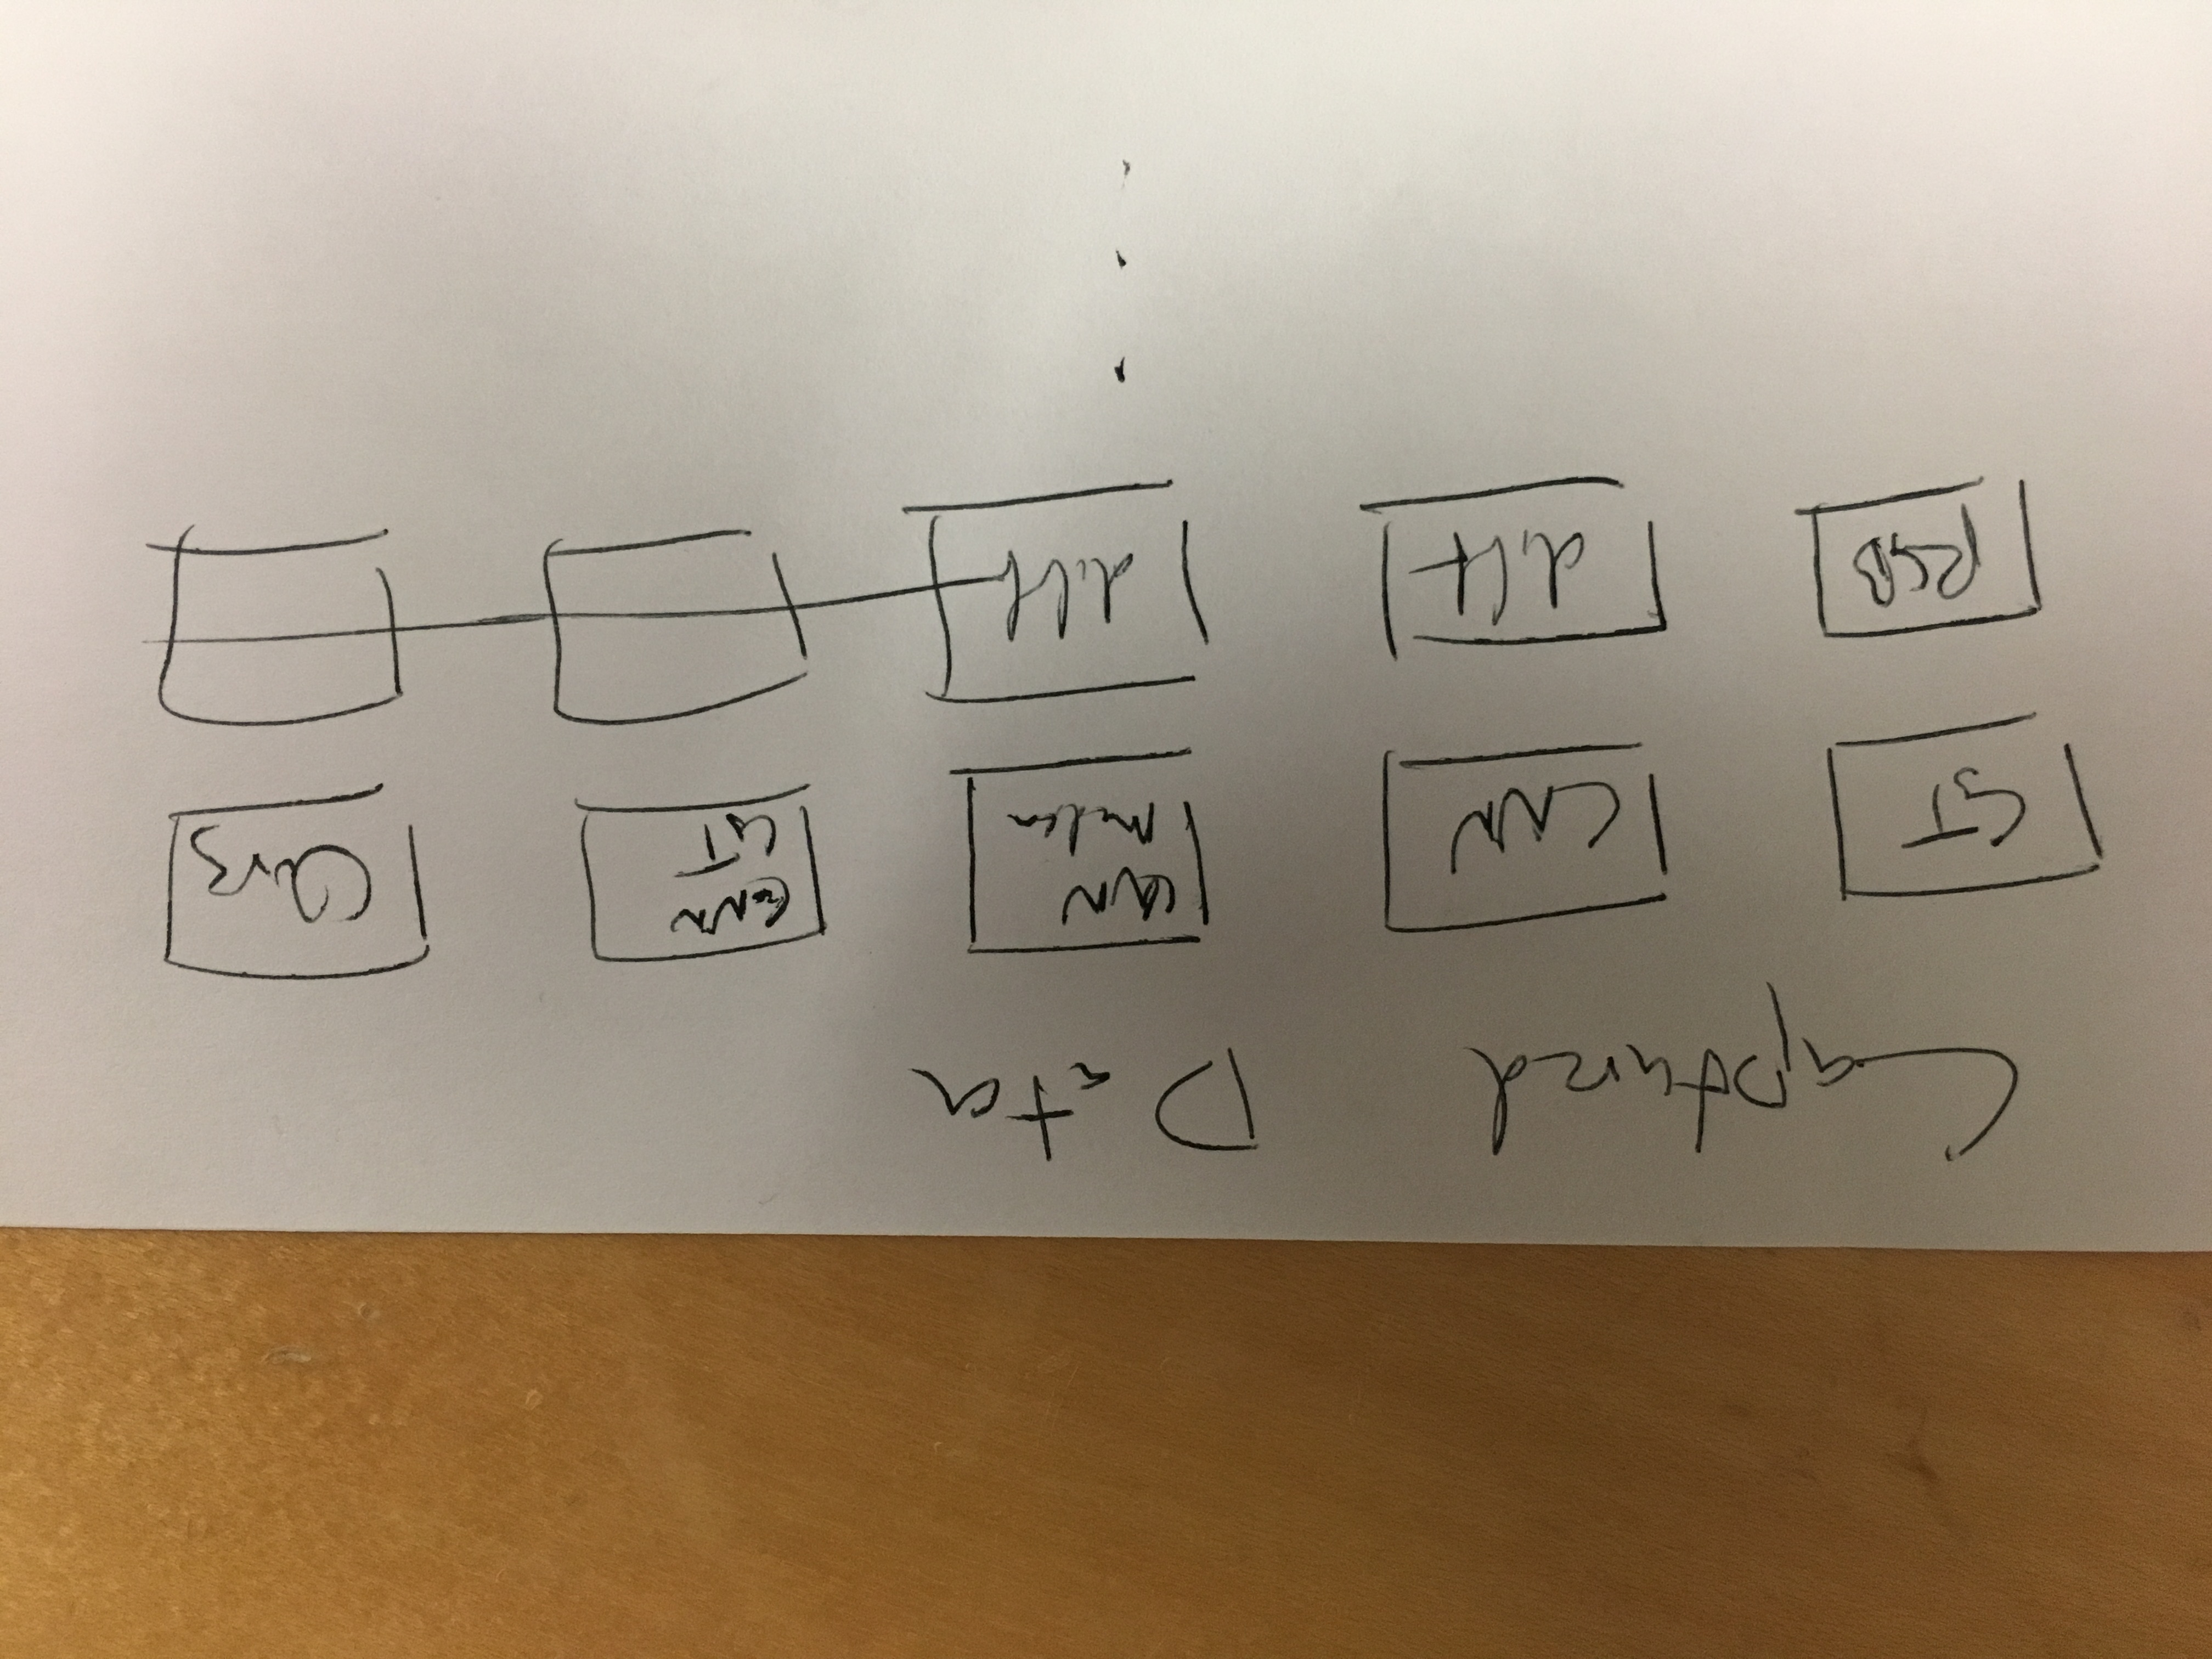 Captured Data
GT CNN CNN Median CNN GT Ours
RGB diff diff